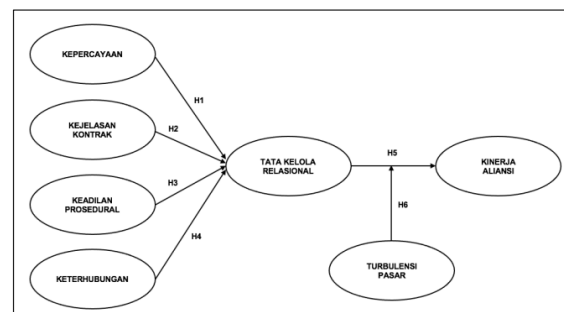 KEPERCAYAAN
H1
KEJELASAN
KONTRAK
H2
KEADILAN
PROSEDURAL
H3
KETERHUBUNGAN
H4
TATA KELOLA
RELASIONAL
H5
KINERJA
ALIANSI
H6
TURBULENSI
PASAR